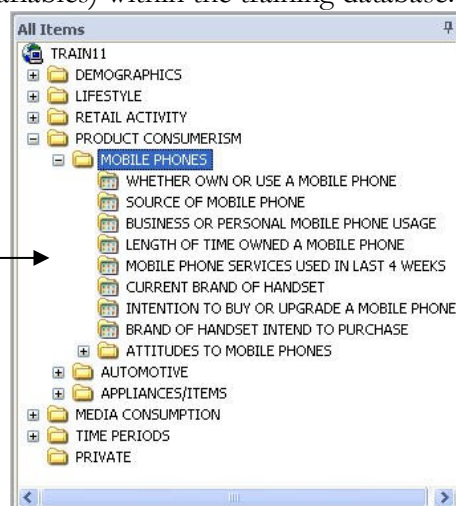 ariables) within the training database.
All Items
TRAIN11
DEMOGRAPHICS
LIFESTYLE
RETAIL ACTIVITY
PRODUCT CONSUMERISM
MOBILE PHONES
WHETHER OWN OR USE A MOBILE PHONE
SOURCE OF MOBILE PHONE
BUSINESS OR PERSONAL MOBILE PHONE USAGE
LENGTH OF TIME OWNED A MOBILE PHONE
MOBILE PHONE SERVICES USED IN LAST 4 WEEKS
CURRENT BRAND OF HANDSET
INTENTION TO BUY OR UPGRADE A MOBILE PHONE
BRAND OF HANDSET INTEND TO PURCHASE
ATTITUDES TO MOBILE PHONES
AUTOMOTIVE
APPLIANCES/ITEMS
MEDIA CONSUMPTION
TIME PERIODS
PRIVATE